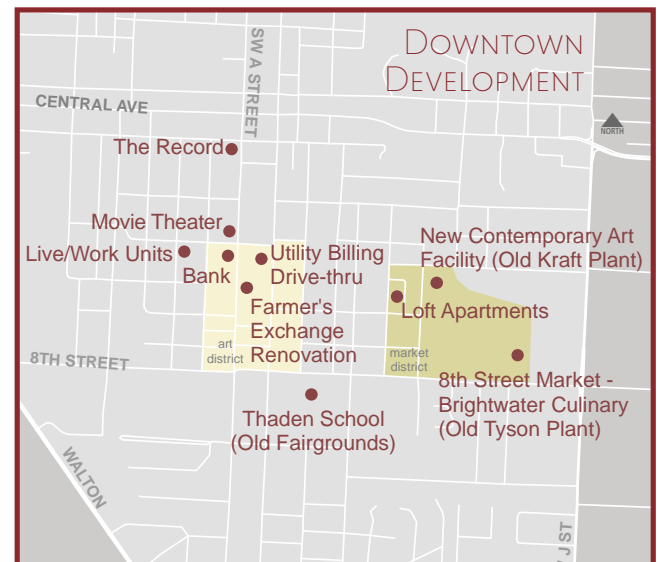 Downtown
Development
SW A STREET
CENTRAL AVE
NORTH
The Record
Movie Theater
Live/Work Units
Bank
Utility Billing
Drive-thru
New Contemporary Art
Facility (Old Kraft Plant)
Loft Apartments
Farmer's
Exchange
Renovation
art
district
market
district
8TH STREET
8th Street Market -
Brightwater Culinary
(Old Tyson Plant)
Thaden School
(Old Fairgrounds)
WALTON
J ST